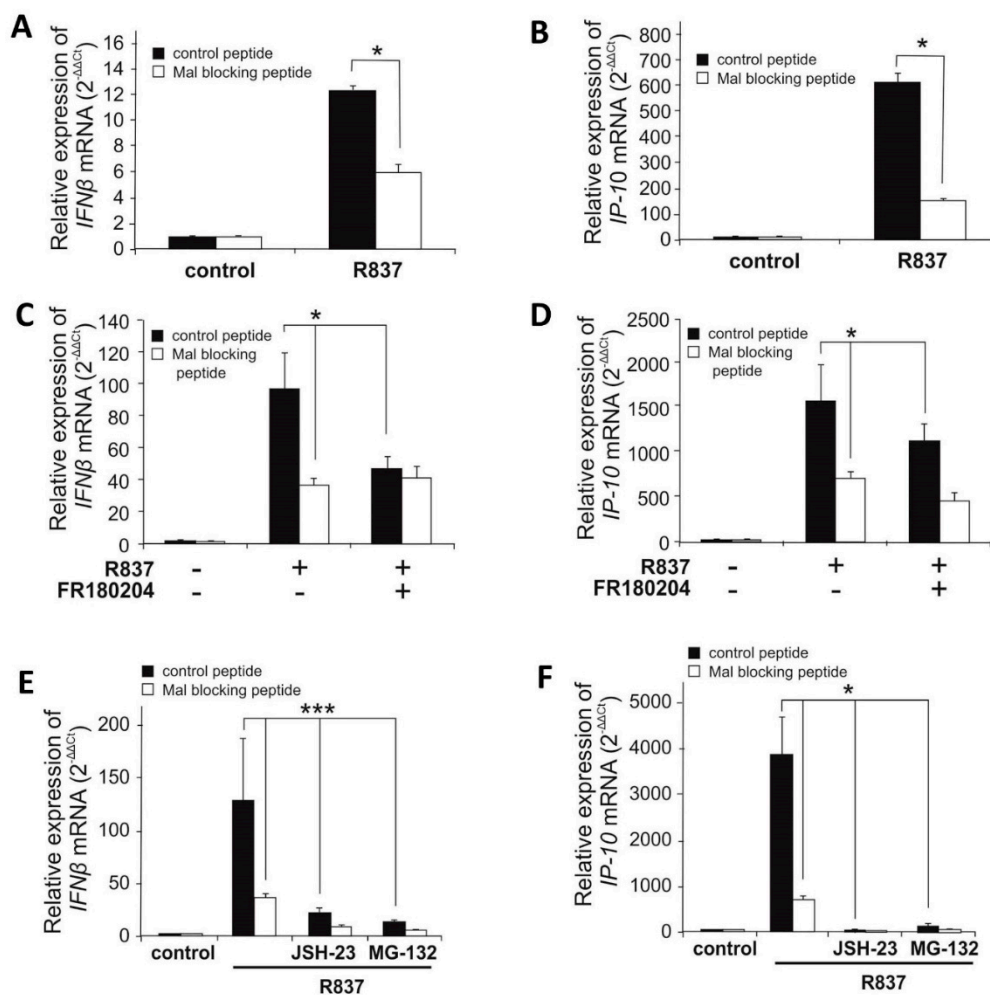 A
Relative expression of
IFNβ mRNA (2^-ΔΔCt)
16
14
12
10
8
6
4
2
0
control peptide
Mal blocking peptide
*
control
R837
B
Relative expression of
IP-10 mRNA (2^-ΔΔCt)
800
700
600
500
400
300
200
100
0
control peptide
Mal blocking peptide
*
control
R837
C
Relative expression of
IFNβ mRNA (2^-ΔΔCt)
140
120
100
80
60
40
20
0
control peptide
Mal blocking
peptide
*
R837 - + +
FR180204 - - +
D
Relative expression of
IP-10 mRNA (2^-ΔΔCt)
2500
2000
1500
1000
500
0
control peptide
Mal blocking
peptide
*
R837 - + +
FR180204 - - +
E
control peptide
Mal blocking peptide
Relative expression of
IFNβ mRNA (2^-ΔΔCt)
200
150
100
50
0
***
control
JSH-23
MG-132
R837
F
control peptide
Mal blocking peptide
Relative expression of
IP-10 mRNA (2^-ΔΔCt)
5000
4000
3000
2000
1000
0
*
control
JSH-23
MG-132
R837